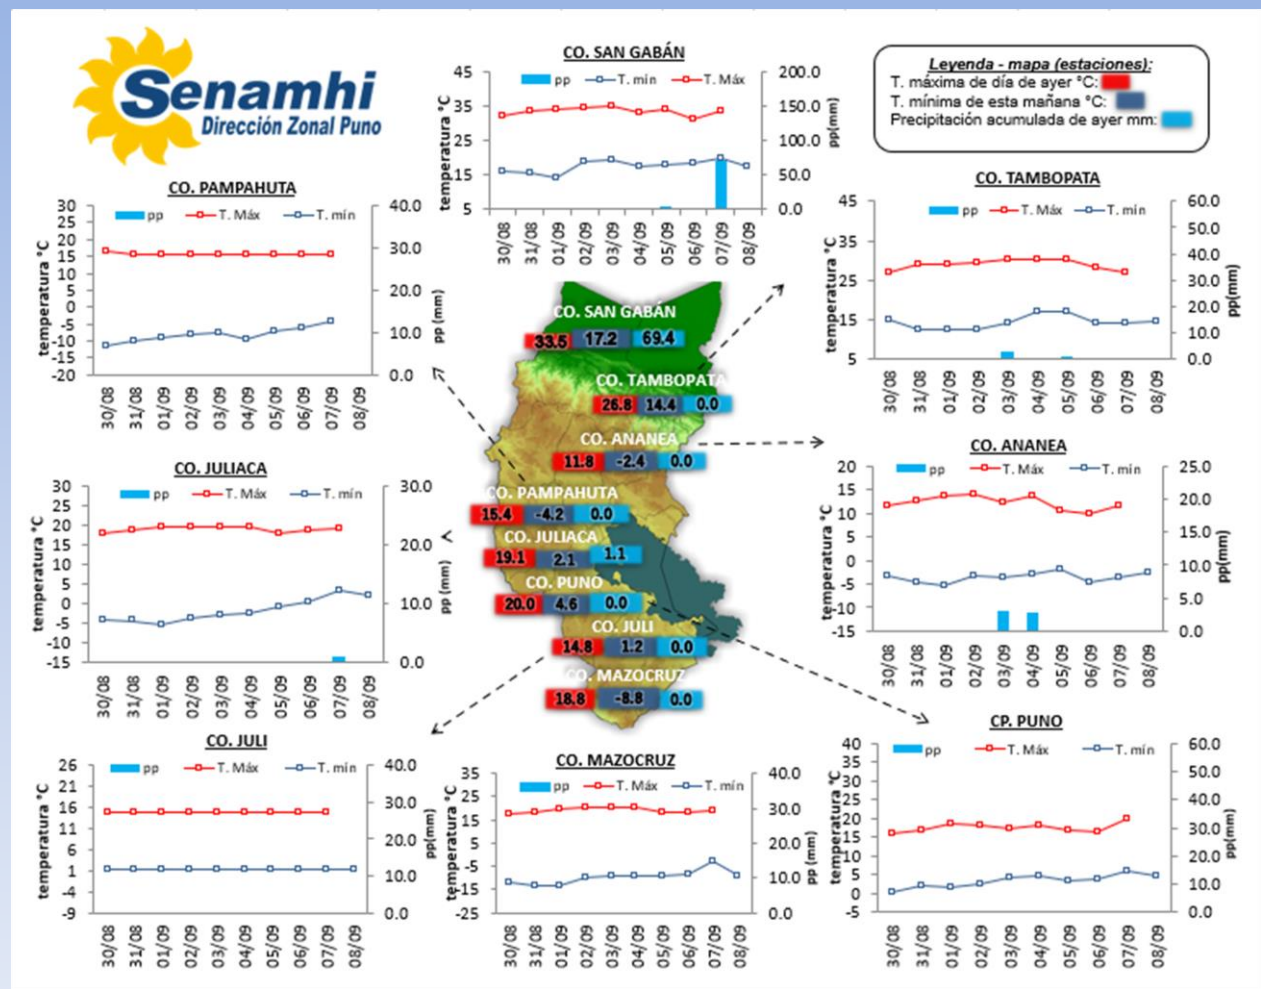 Senamhi
Dirección Zonal Puno
Leyenda - mapa (estaciones):
T. máxima de día de ayer °C:
T. mínima de esta mañana °C:
Precipitación acumulada de ayer mm:
CO. SAN GABÁN
pp T. mín T. Máx
temperatura °C
45
35
25
15
5
pp(mm)
200.0
150.0
100.0
50.0
0.0
30/08 31/08 01/09 02/09 03/09 04/09 05/09 06/09 07/09 08/09
CO. PAMPAHUTA
pp T. Máx T. mín
temperatura °C
30
25
20
15
10
5
0
-5
-10
-15
-20
pp (mm)
40.0
30.0
20.0
10.0
0.0
30/08 31/08 01/09 02/09 03/09 04/09 05/09 06/09 07/09 08/09
CO. TAMBOPATA
pp T. Máx T. mín
temperatura °C
45
35
25
15
5
pp(mm)
60.0
50.0
40.0
30.0
20.0
10.0
0.0
30/08 31/08 01/09 02/09 03/09 04/09 05/09 06/09 07/09 08/09
CO. SAN GABÁN
33.5 17.2 69.4
CO. TAMBOPATA
26.8 14.4 0.0
CO. ANANEA
11.8 -2.4 0.0
CO. PAMPAHUTA
15.4 -4.2 0.0
CO. JULIACA
19.1 2.1 1.1
CO. PUNO
20.0 4.6 0.0
CO. JULI
14.8 1.2 0.0
CO. MAZOCRUZ
18.8 -8.8 0.0
CO. JULIACA
pp T. Máx T. mín
temperatura °C
30
25
20
15
10
5
0
-5
-10
-15
pp (mm)
30.0
20.0
10.0
0.0
30/08 31/08 01/09 02/09 03/09 04/09 05/09 06/09 07/09 08/09
CO. ANANEA
pp T. Máx T. mín
temperatura °C
20
15
10
5
0
-5
-10
-15
pp(mm)
25.0
20.0
15.0
10.0
5.0
0.0
30/08 31/08 01/09 02/09 03/09 04/09 05/09 06/09 07/09 08/09
CO. JULI
pp T. Máx T. mín
temperatura °C
26
21
16
11
6
1
-4
-9
pp(mm)
40.0
30.0
20.0
10.0
0.0
30/08 31/08 01/09 02/09 03/09 04/09 05/09 06/09 07/09 08/09
CO. MAZOCRUZ
pp T. Máx T. mín
temperatura °C
35
25
15
5
-5
-15
-25
pp (mm)
40.0
30.0
20.0
10.0
0.0
30/08 31/08 01/09 02/09 03/09 04/09 05/09 06/09 07/09 08/09
CP. PUNO
pp T. Máx T. mín
temperatura °C
40
35
30
25
20
15
10
5
0
-5
pp(mm)
60.0
50.0
40.0
30.0
20.0
10.0
0.0
30/08 31/08 01/09 02/09 03/09 04/09 05/09 06/09 07/09 08/09